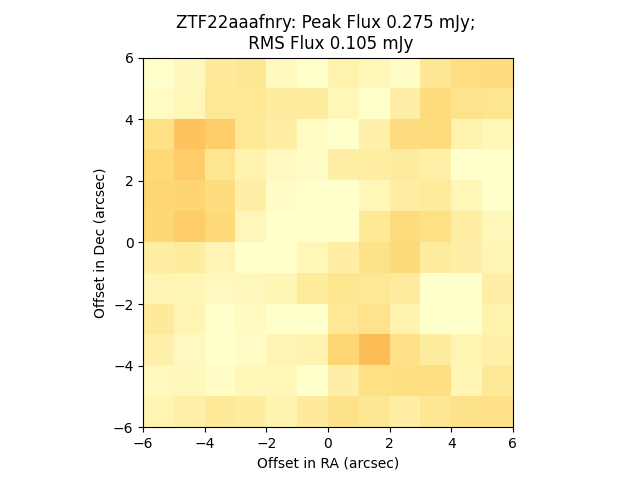 ZTF22aaafnry: Peak Flux 0.275 mJy;
RMS Flux 0.105 mJy
6
4
2
0
−2
−4
−6
Offset in Dec (arcsec)
−6 −4 −2 0 2 4 6
Offset in RA (arcsec)